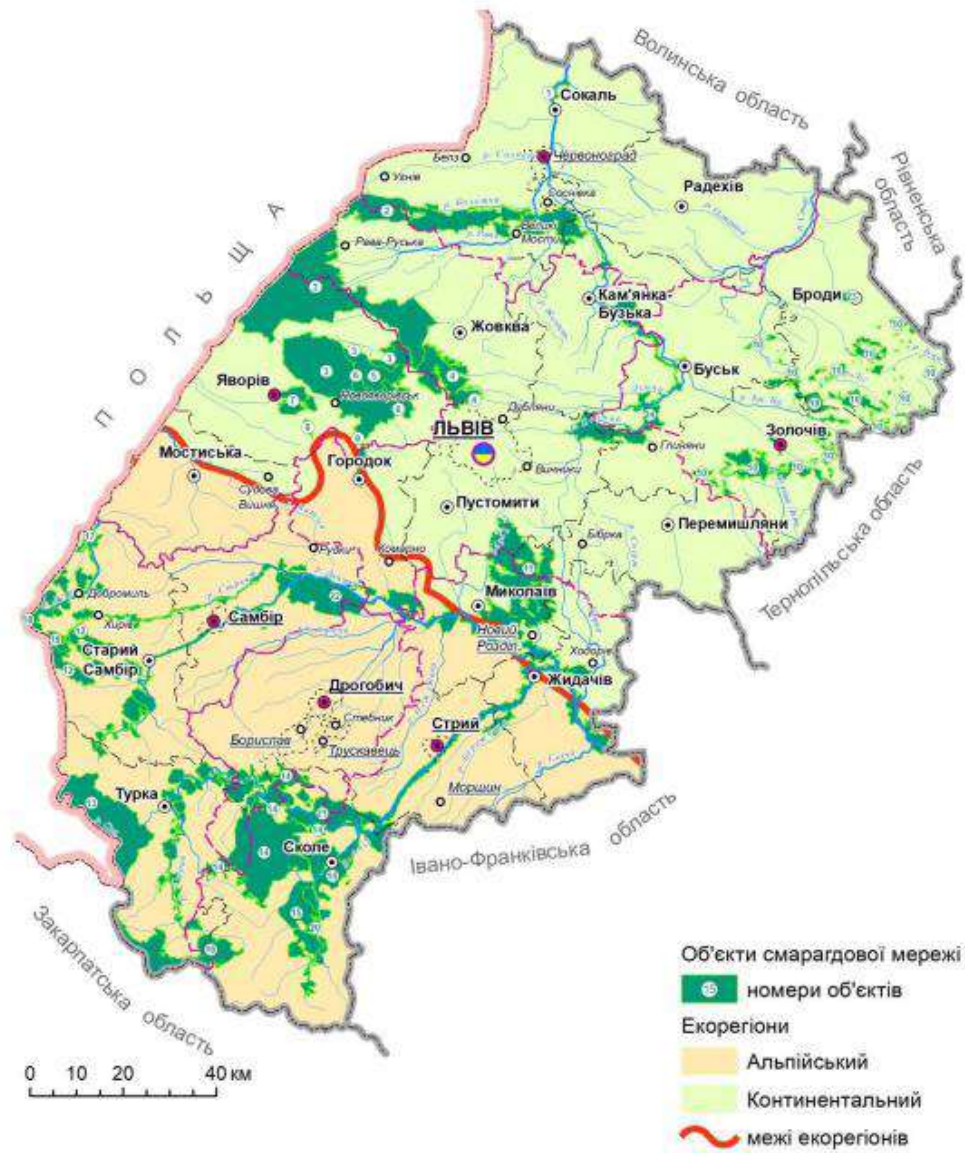 Волинська область
Рівненська
область
ПОЛЬЩА
Сокаль
Белз
Червоноград
Угнів
Соснівка
Радехів
Рава-Руська
Великі
Мости
Кам'янка-
Бузька
Броди
Жовква
Буськ
Яворів
Новояворівськ
Дубляни
ЛЬВІВ
Золочів
Глиняни
Винники
Мостиська
Городок
Судова
Вишня
Пустомити
Перемишляни
Бібрка
Рудки
Комарно
Тернопільська область
Добромиль
Хирів
Самбір
Миколаїв
Новий
Розділ
Ходорів
Старий
Самбір
Жидачів
Дрогобич
Стебник
Борислав
Трускавець
Стрий
Моршин
Турка
Сколе
Івано-Франківська область
Закарпатська область
0 10 20 40 км
Об'єкти смарагдової мережі
номери об'єктів
Екорегіони
Альпійський
Континентальний
межі екорегіонів